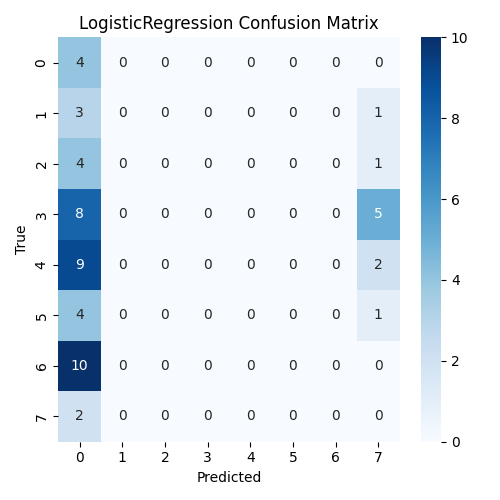 LogisticRegression Confusion Matrix
0 4 0 0 0 0 0 0 0
1 3 0 0 0 0 0 0 1
2 4 0 0 0 0 0 0 1
3 8 0 0 0 0 0 0 5
4 9 0 0 0 0 0 0 2
5 4 0 0 0 0 0 0 1
6 10 0 0 0 0 0 0 0
7 2 0 0 0 0 0 0 0
0 1 2 3 4 5 6 7
True
Predicted
10
8
6
4
2
0